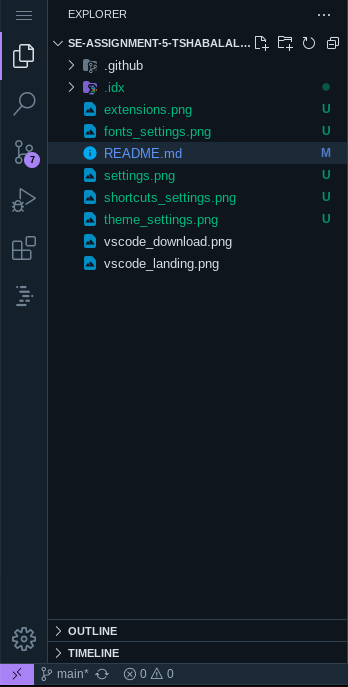 EXPLORER
SE-ASSIGNMENT-5-TSHABALAL...
.github
.idx
extensions.png U
fonts_settings.png U
README.md M
settings.png U
shortcuts_settings.png U
theme_settings.png U
vscode_download.png
vscode_landing.png
7
OUTLINE
TIMELINE
main* 0 0